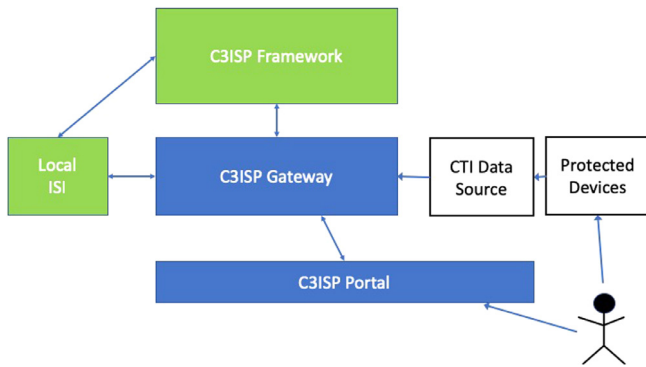 C3ISP Framework
Local
ISI
C3ISP Gateway
CTI Data
Source
Protected
Devices
C3ISP Portal